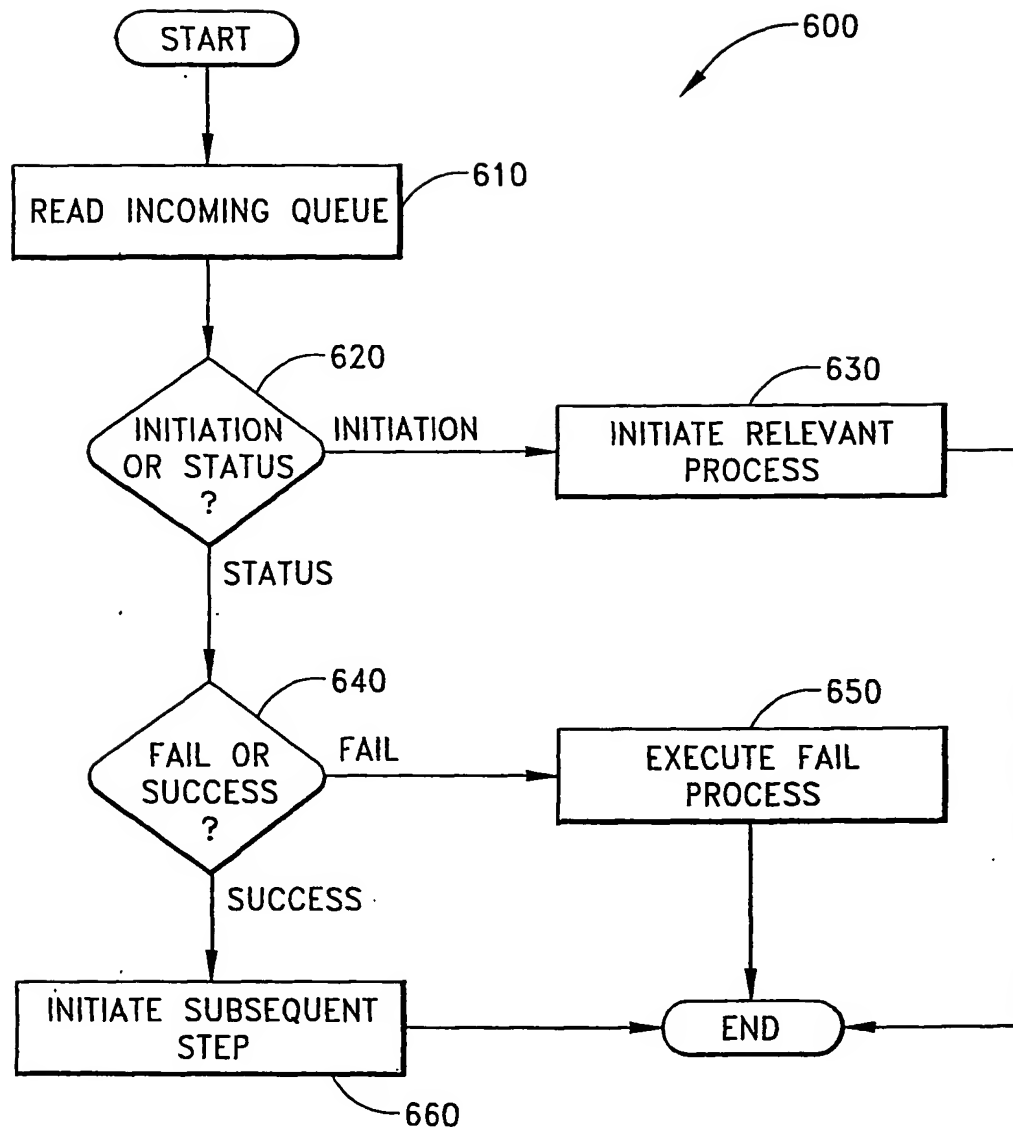 START
600
READ INCOMING QUEUE
610
620
INITIATION
OR STATUS
?
INITIATION
630
INITIATE RELEVANT
PROCESS
STATUS
640
FAIL OR
SUCCESS
?
FAIL
650
EXECUTE FAIL
PROCESS
SUCCESS
INITIATE SUBSEQUENT
STEP
660
END